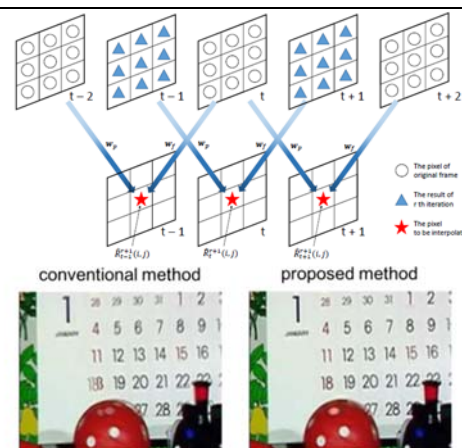 t − 2
t − 1
t
t + 1
t + 2
w_p w_f w_p w_f w_p w_f
The pixel of
original frame
The result of
r th iteration
The pixel
to be interpolat
t − 1
t
t + 1
conventional method
proposed method
1
JANUARY
28 29 30 31 1 2
4 5 6 7 8 9
11 12 13 14 15 16
18 19 20 21 22
27 28
1
JANUARY
28 29 30 31 1 2
4 5 6 7 8 9
11 12 13 14 15 16
18 19 20 21 22
27 28